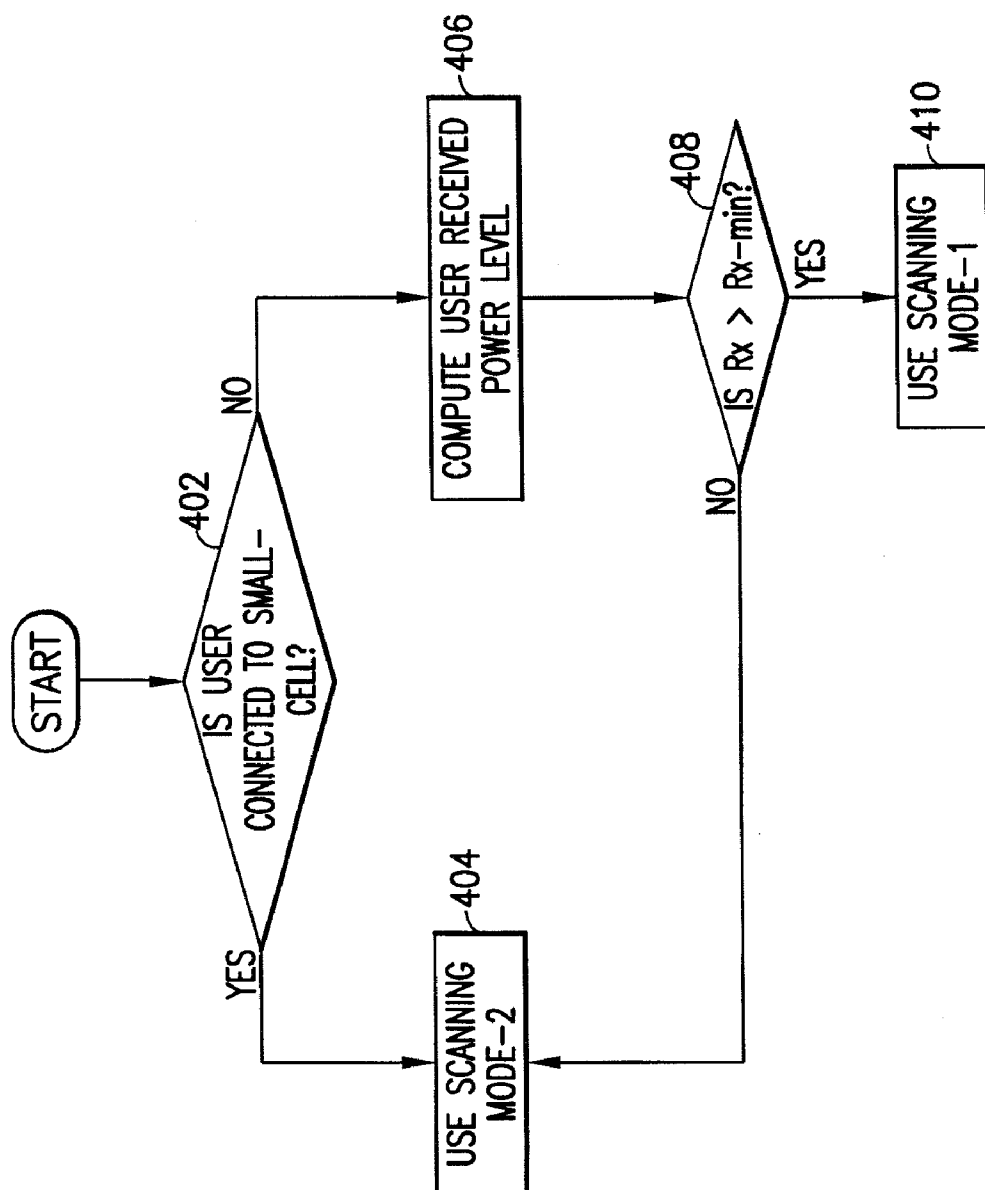 START
402
IS USER
CONNECTED TO SMALL-
CELL?
YES
NO
404
USE SCANNING
MODE-2
406
COMPUTE USER RECEIVED
POWER LEVEL
408
IS Rx > Rx-min?
NO
YES
410
USE SCANNING
MODE-1